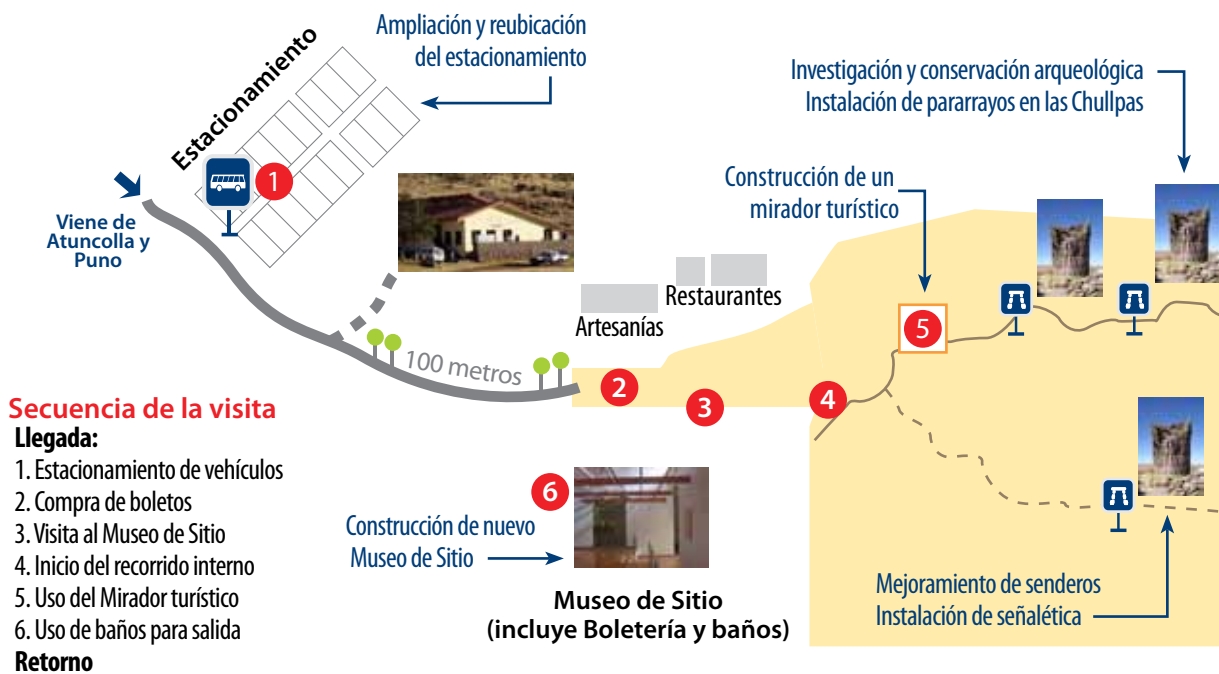 Ampliación y reubicación
del estacionamiento
Estacionamiento
1
Viene de
Atuncolla y
Puno
Investigación y conservación arqueológica
Instalación de pararrayos en las Chullpas
Construcción de un
mirador turístico
Restaurantes
Artesanías
100 metros
2
3
4
5
Secuencia de la visita
Llegada:
1. Estacionamiento de vehículos
2. Compra de boletos
3. Visita al Museo de Sitio
4. Inicio del recorrido interno
5. Uso del Mirador turístico
6. Uso de baños para salida
Retorno
6
Construcción de nuevo
Museo de Sitio
Museo de Sitio
(incluye Boletería y baños)
Mejoramiento de senderos
Instalación de señalética